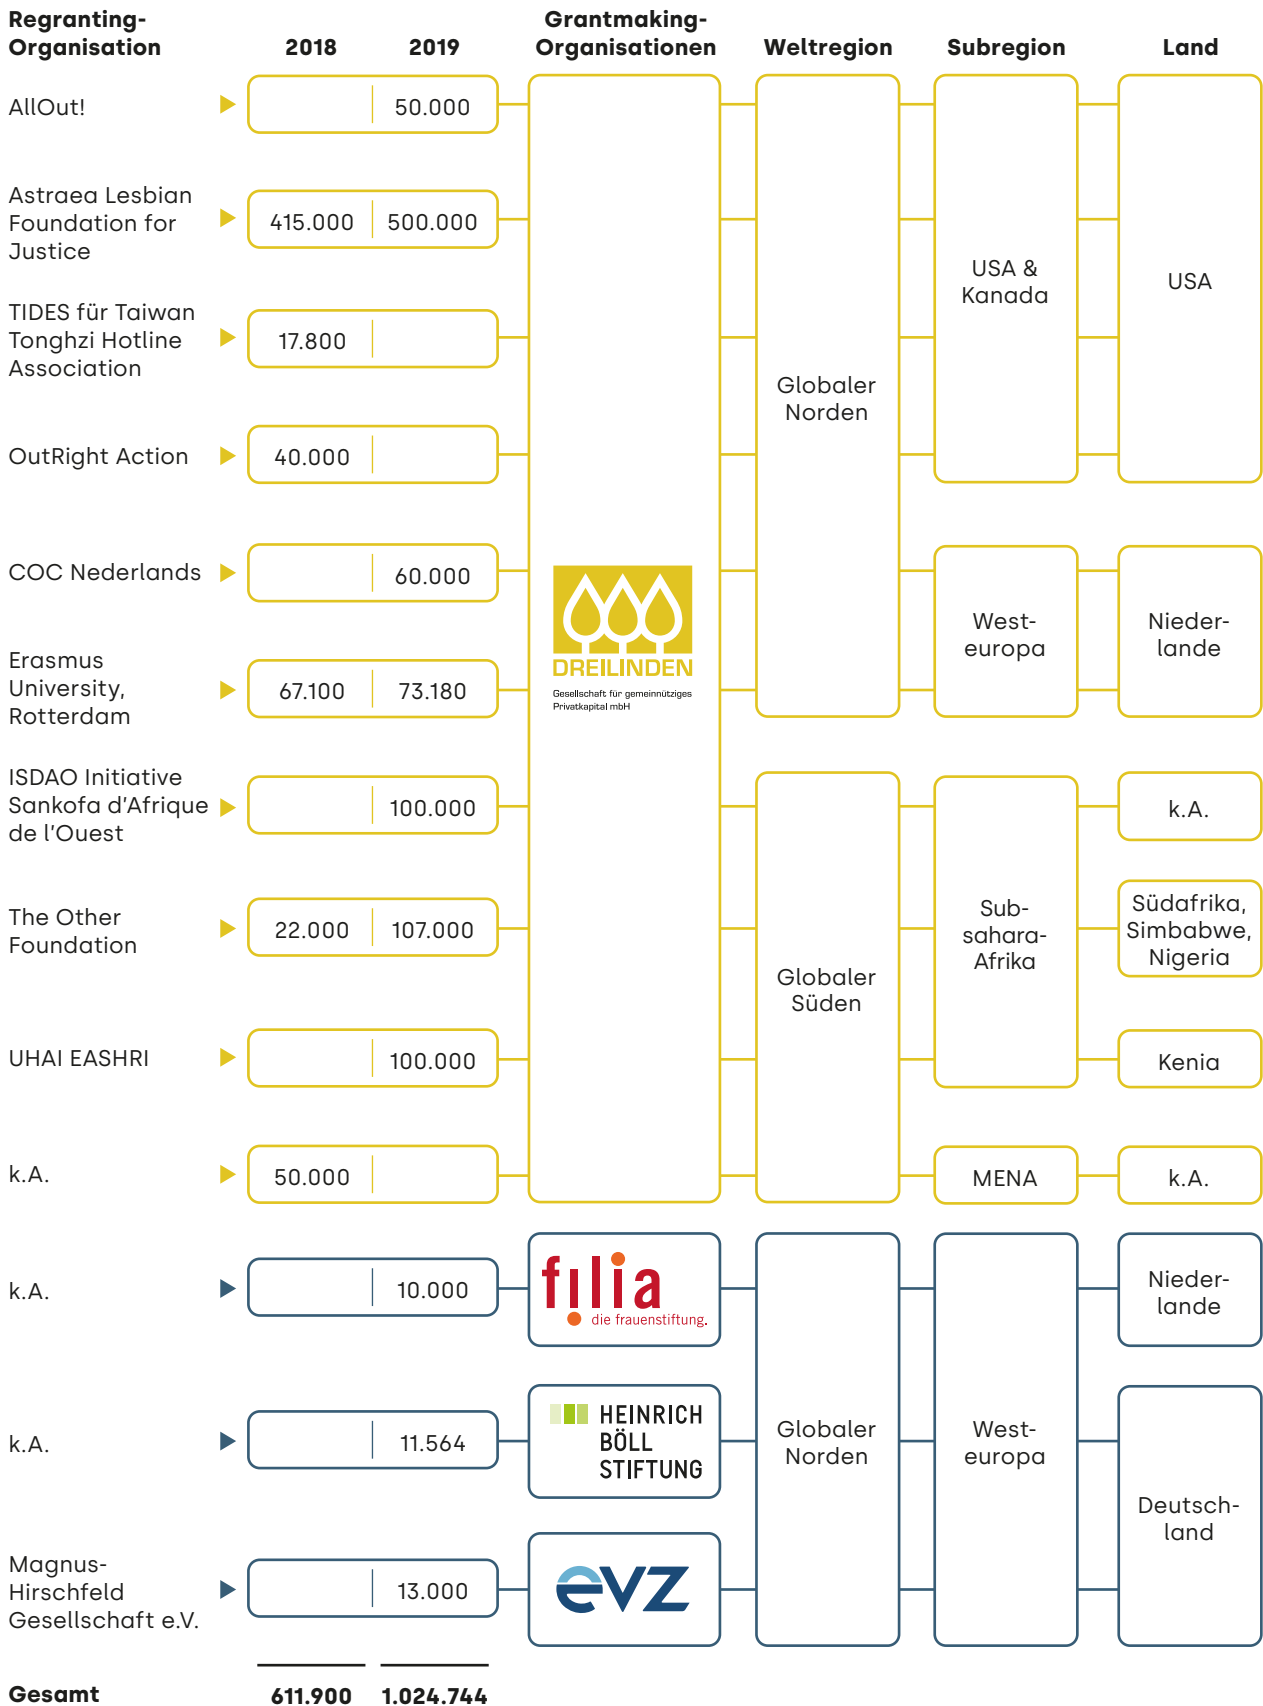 Regranting-
Organisation
2018
2019
Grantmaking-
Organisationen
Weltregion
Subregion
Land
AllOut!
50.000
Astraea Lesbian
Foundation for
Justice
415.000
500.000
USA &
Kanada
USA
TIDES für Taiwan
Tonghzi Hotline
Association
17.800
Globaler
Norden
OutRight Action
40.000
COC Nederlands
60.000
DREILINDEN
Gesellschaft für gemeinnütziges
Privatkapital mbH
West-
europa
Nieder-
lande
Erasmus
University,
Rotterdam
67.100
73.180
ISDAO Initiative
Sankofa d'Afrique
de l'Ouest
100.000
k.A.
The Other
Foundation
22.000
107.000
Globaler
Süden
Sub-
sahara-
Afrika
Südafrika,
Simbabwe,
Nigeria
UHAI EASHRI
100.000
Kenia
k.A.
50.000
MENA
k.A.
k.A.
10.000
filia
die frauenstiftung.
Nieder-
lande
k.A.
11.564
HEINRICH
BÖLL
STIFTUNG
Globaler
Norden
West-
europa
Deutsch-
land
Magnus-
Hirschfeld
Gesellschaft e.V.
13.000
eVZ
Gesamt
611.900
1.024.744